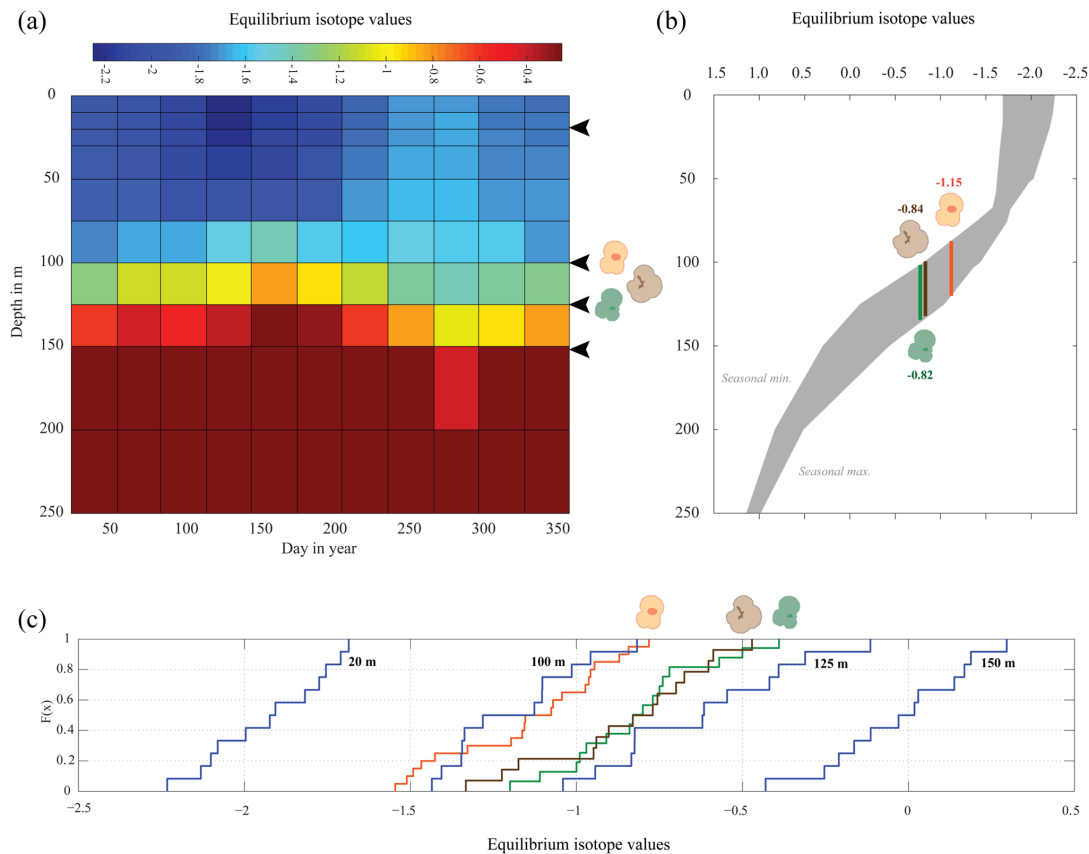 (a)
Equilibrium isotope values
-2.2 -2 -1.8 -1.6 -1.4 -1.2 -1 -0.8 -0.6 -0.4
0
50
100
150
200
250
Depth in m
50 100 150 200 250 300 350
Day in year
(b)
Equilibrium isotope values
1.5 1.0 0.5 0.0 -0.5 -1.0 -1.5 -2.0 -2.5
0
50
100
150
200
250
-1.15
-0.84
-0.82
Seasonal min.
Seasonal max.
(c)
1
0.8
0.6
0.4
0.2
0
F(x)
20 m
100 m
125 m
150 m
−2.5 −2 −1.5 −1 −0.5 0 0.5
Equilibrium isotope values